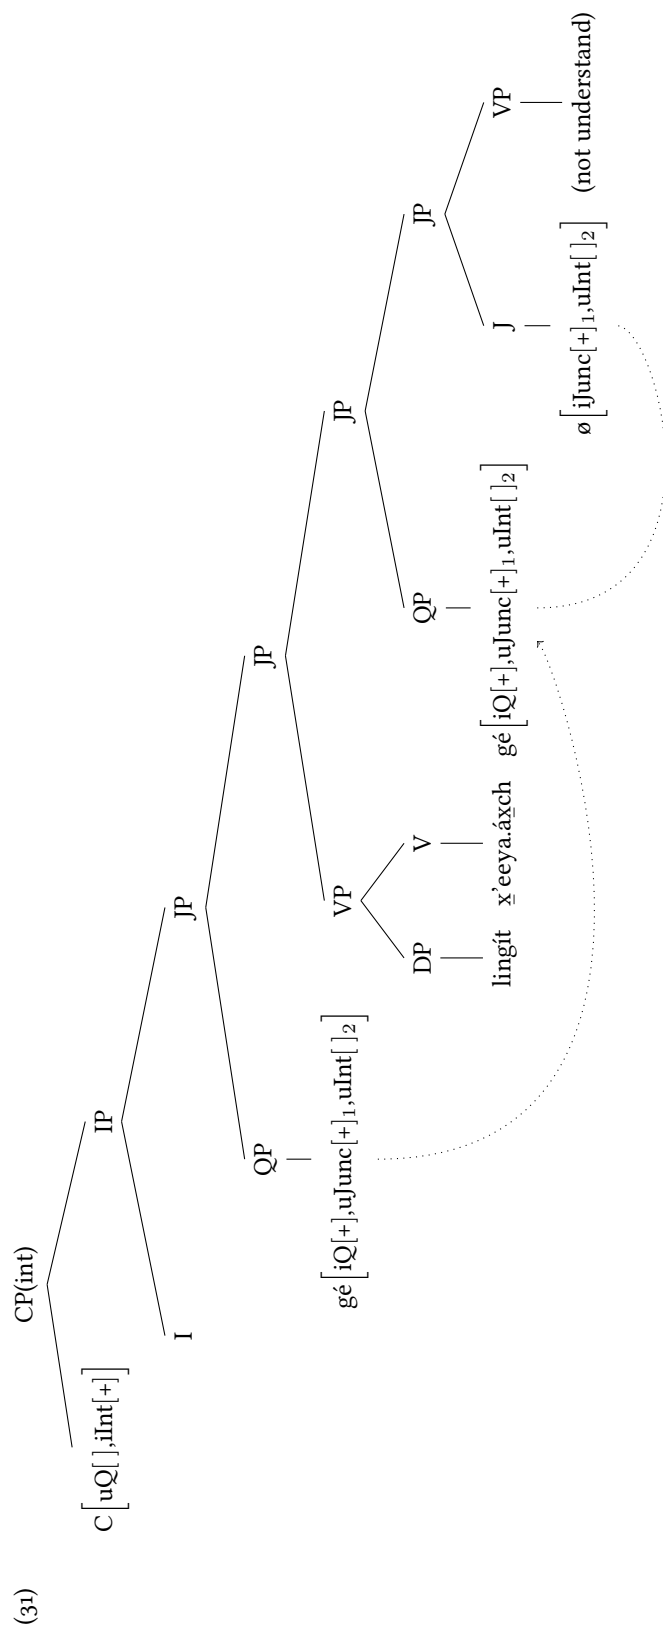 (31)
CP(int)
C [uQ[ ],iInt[+]]
IP
I
JP
QP
gé [iQ[+],uJunc[+]₁,uInt[ ]₂]
JP
VP
DP
V
lingít
x̱'eeya.áx̱ch
JP
QP
gé [iQ[+],uJunc[+]₁,uInt[ ]₂]
JP
J
ø [iJunc[+]₁,uInt[ ]₂]
VP
(not understand)